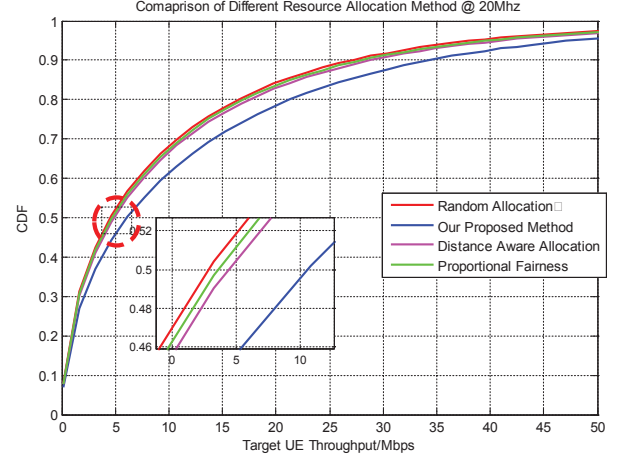 Comaprison of Different Resource Allocation Method @ 20Mhz
1
0.9
0.8
0.7
0.6
0.5
0.4
0.3
0.2
0.1
0
CDF
0 5 10 15 20 25 30 35 40 45 50
Target UE Throughput/Mbps
Random Allocation□
Our Proposed Method
Distance Aware Allocation
Proportional Fairness
0.52
0.5
0.48
0.46
0 5 10